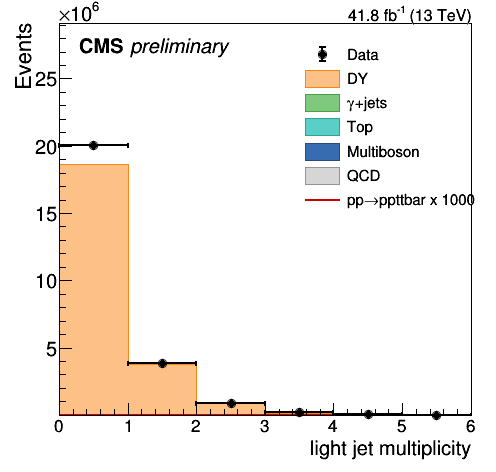 ×10⁶
41.8 fb⁻¹ (13 TeV)
Events
CMS preliminary
Data
DY
γ+jets
Top
Multiboson
QCD
pp→ppttbar x 1000
25
20
15
10
5
0 1 2 3 4 5 6
light jet multiplicity